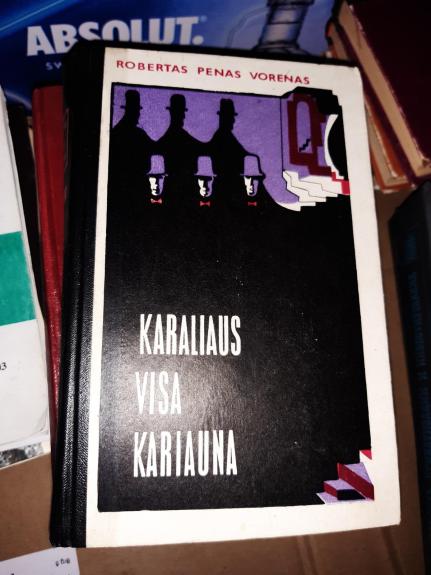 ABSOLUT.
ROBERTAS PENAS VORENAS
KARALIAUS
VISA
KARIAUNA